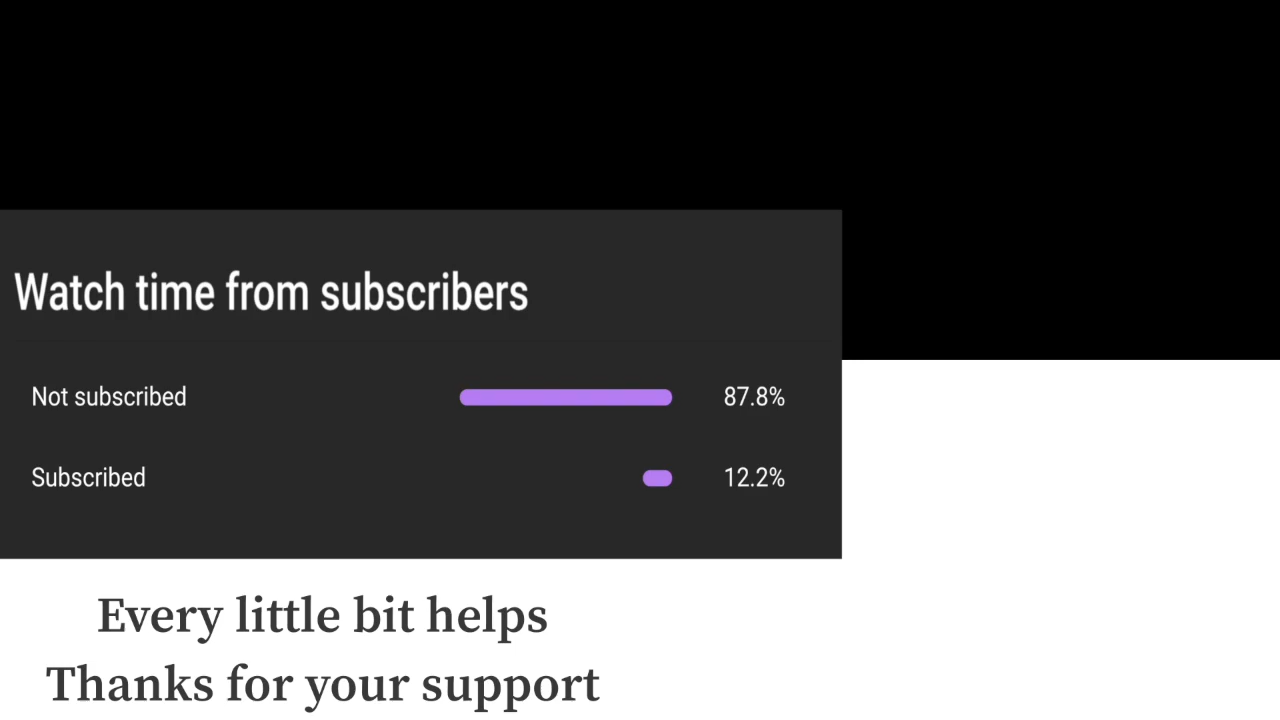 Watch time from subscribers
Not subscribed 87.8%
Subscribed 12.2%
Every little bit helps
Thanks for your support